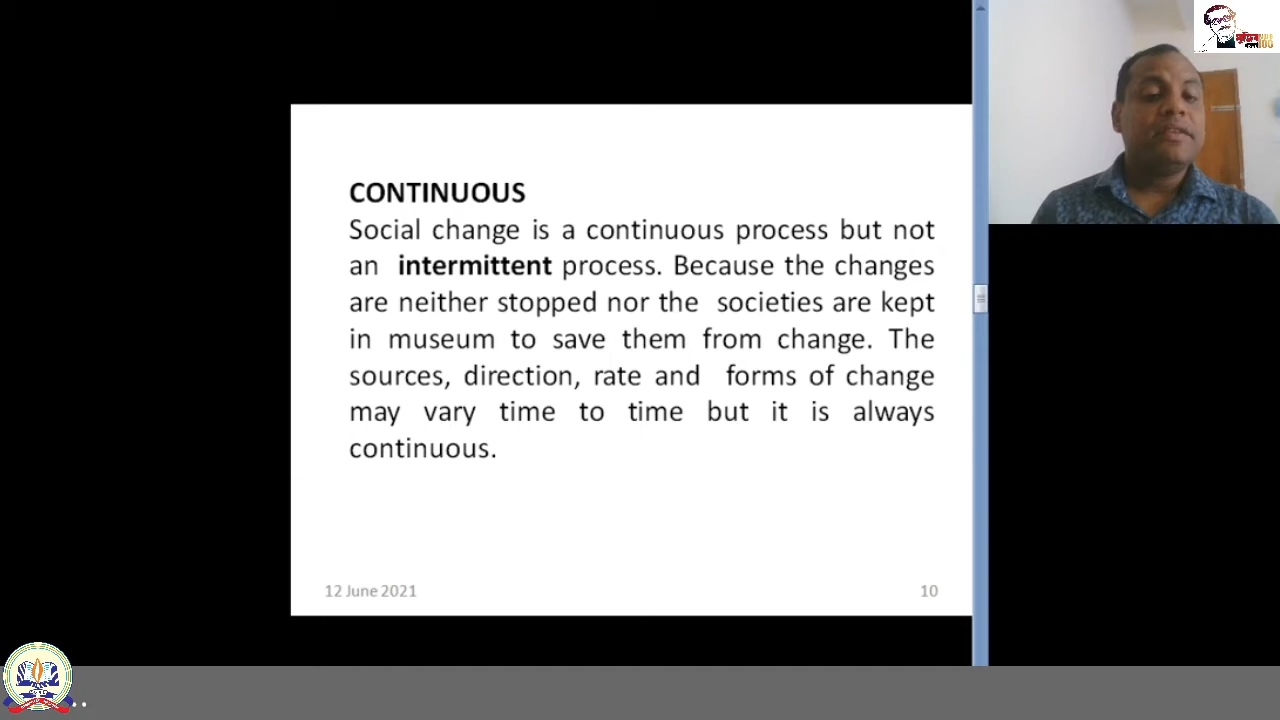 CONTINUOUS
Social change is a continuous process but not
an intermittent process. Because the changes
are neither stopped nor the societies are kept
in museum to save them from change. The
sources, direction, rate and forms of change
may vary time to time but it is always
continuous.
12 June 2021
10
মুজিব
100
..